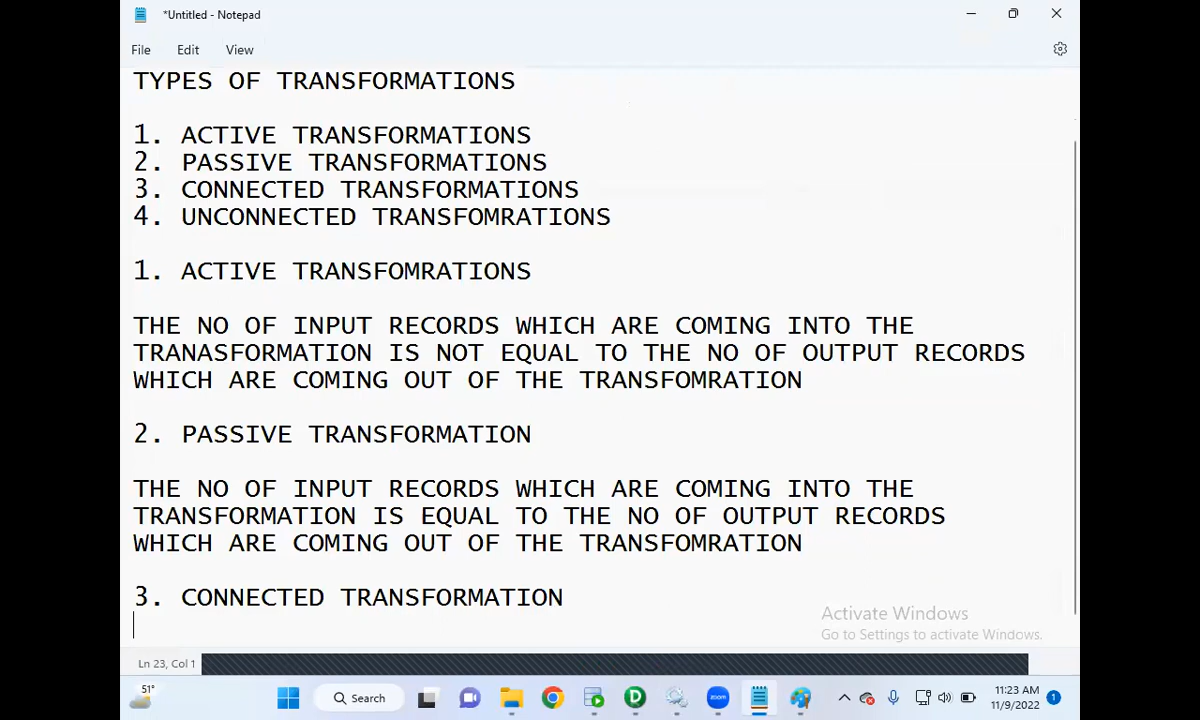 *Untitled - Notepad
File Edit View
TYPES OF TRANSFORMATIONS
1. ACTIVE TRANSFORMATIONS
2. PASSIVE TRANSFORMATIONS
3. CONNECTED TRANSFORMATIONS
4. UNCONNECTED TRANSFOMRATIONS
1. ACTIVE TRANSFOMRATIONS
THE NO OF INPUT RECORDS WHICH ARE COMING INTO THE
TRANASFORMATION IS NOT EQUAL TO THE NO OF OUTPUT RECORDS
WHICH ARE COMING OUT OF THE TRANSFOMRATION
2. PASSIVE TRANSFORMATION
THE NO OF INPUT RECORDS WHICH ARE COMING INTO THE
TRANSFORMATION IS EQUAL TO THE NO OF OUTPUT RECORDS
WHICH ARE COMING OUT OF THE TRANSFOMRATION
3. CONNECTED TRANSFORMATION
Activate Windows
Go to Settings to activate Windows.
Ln 23, Col 1
51°
Search
zoom
11:23 AM
11/9/2022
1